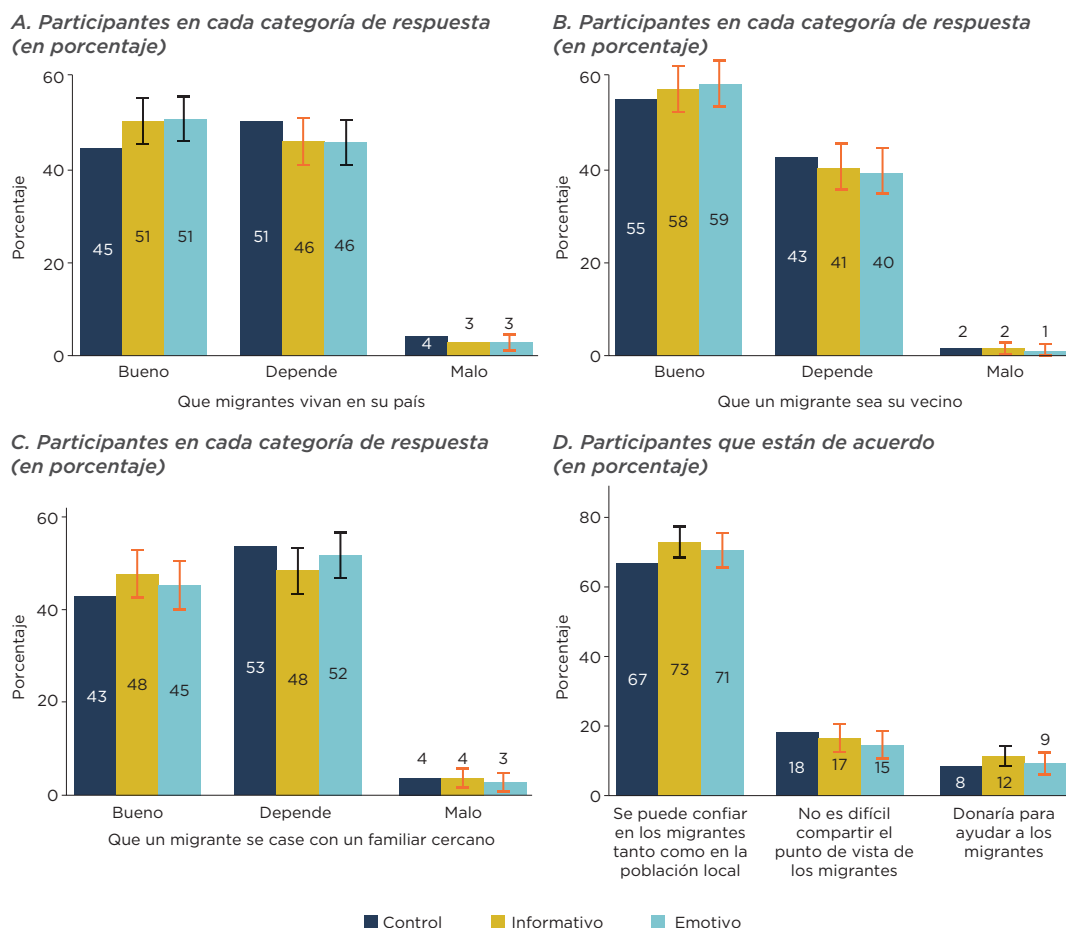 A. Participantes en cada categoría de respuesta
(en porcentaje)
60
40
20
0
Porcentaje
45
51
51
51
46
46
4
3
3
Bueno
Depende
Malo
Que migrantes vivan en su país
B. Participantes en cada categoría de respuesta
(en porcentaje)
60
40
20
0
Porcentaje
55
58
59
43
41
40
2
2
1
Bueno
Depende
Malo
Que un migrante sea su vecino
C. Participantes en cada categoría de respuesta
(en porcentaje)
60
40
20
0
Porcentaje
43
48
45
53
48
52
4
4
3
Bueno
Depende
Malo
Que un migrante se case con un familiar cercano
D. Participantes que están de acuerdo
(en porcentaje)
80
60
40
20
0
Porcentaje
67
73
71
18
17
15
8
12
9
Se puede confiar
en los migrantes
tanto como en la
población local
No es difícil
compartir el
punto de vista de
los migrantes
Donaría para
ayudar a los
migrantes
Control
Informativo
Emotivo